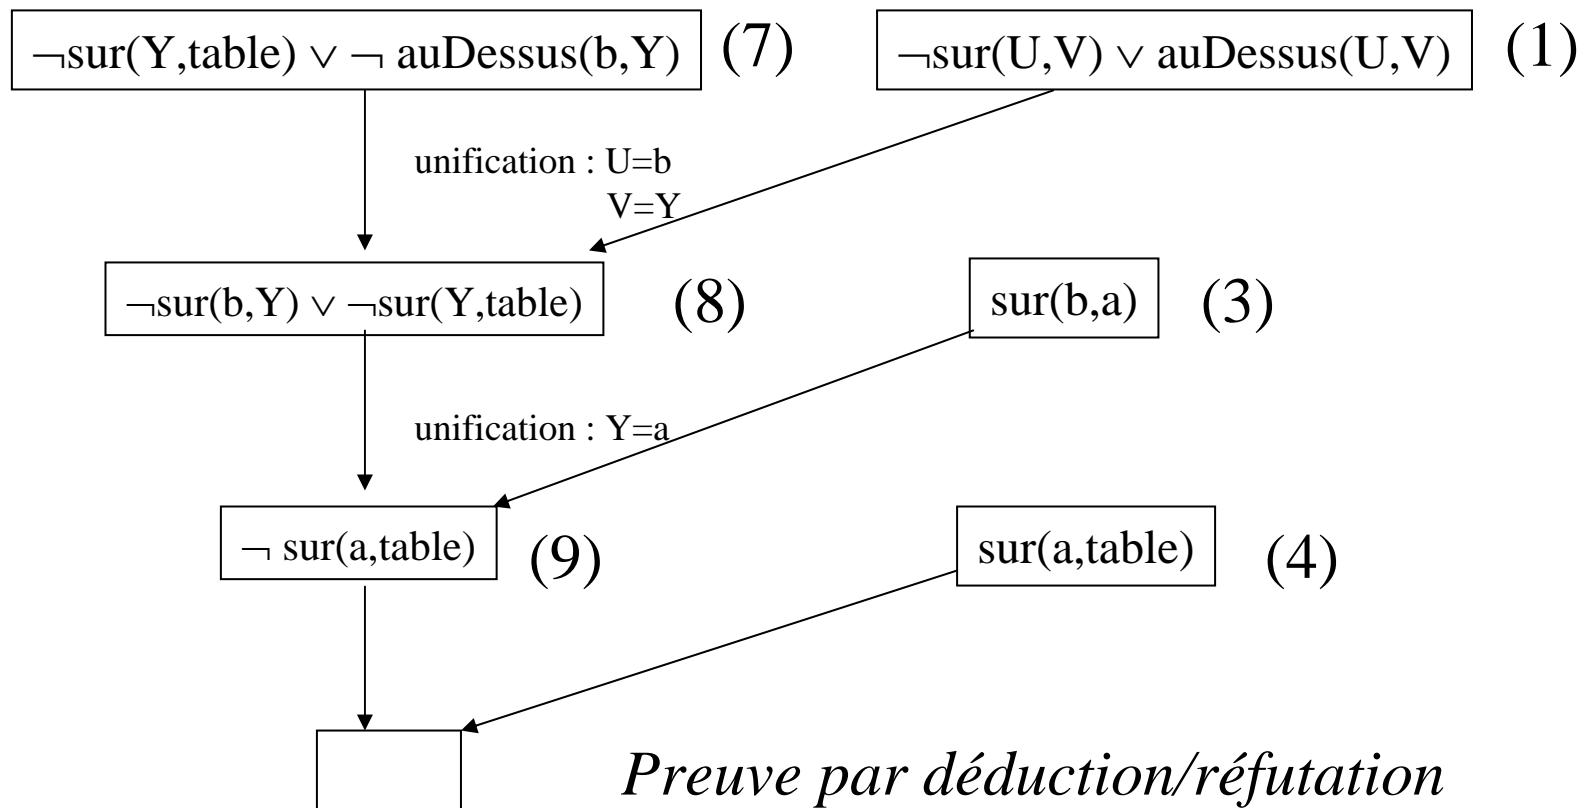 ¬sur(Y,table) ∨ ¬ auDessus(b,Y) (7) ¬sur(U,V) ∨ auDessus(U,V) (1)
unification : U=b
V=Y
¬sur(b,Y) ∨ ¬sur(Y,table) (8) sur(b,a) (3)
unification : Y=a
¬ sur(a,table) (9) sur(a,table) (4)
Preuve par déduction/réfutation